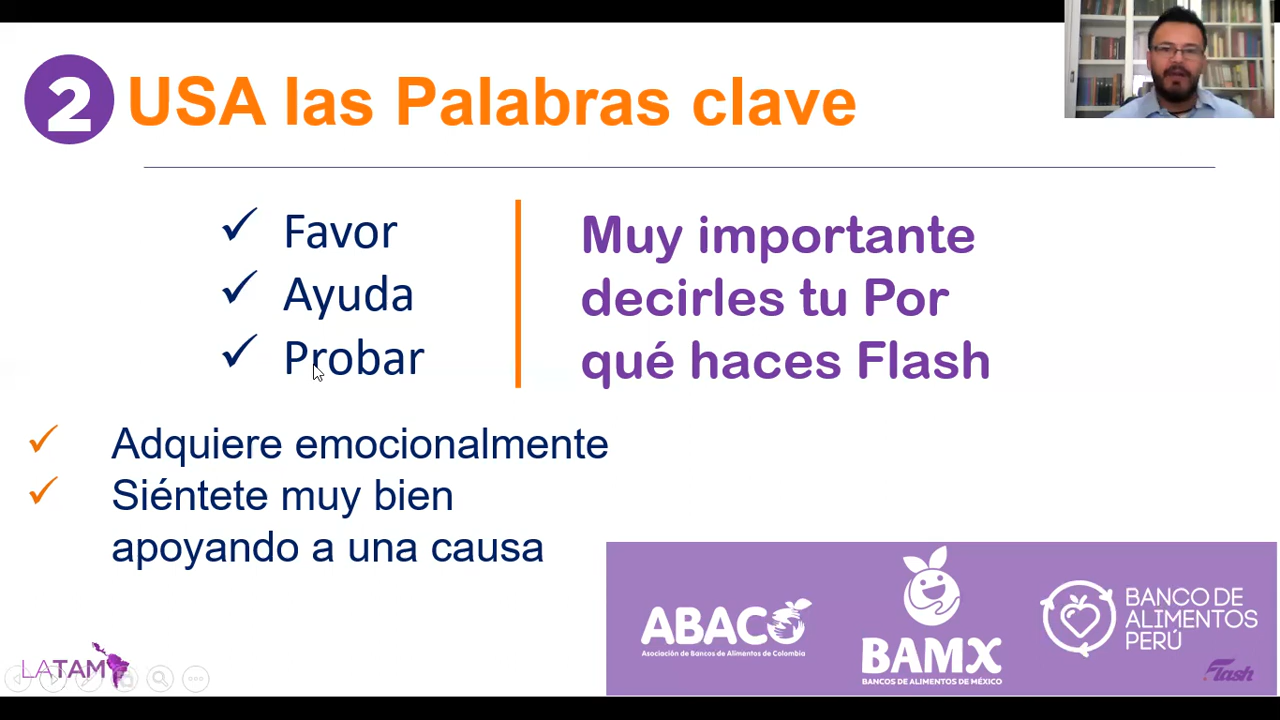 2 USA las Palabras clave
✓ Favor
✓ Ayuda
✓ Probar
Muy importante
decirles tu Por
qué haces Flash
✓ Adquiere emocionalmente
✓ Siéntete muy bien
apoyando a una causa
ABACO
Asociación de Bancos de Alimentos de Colombia
BAMX
BANCOS DE ALIMENTOS DE MÉXICO
BANCO DE
ALIMENTOS
PERÚ
Flash
LATAM